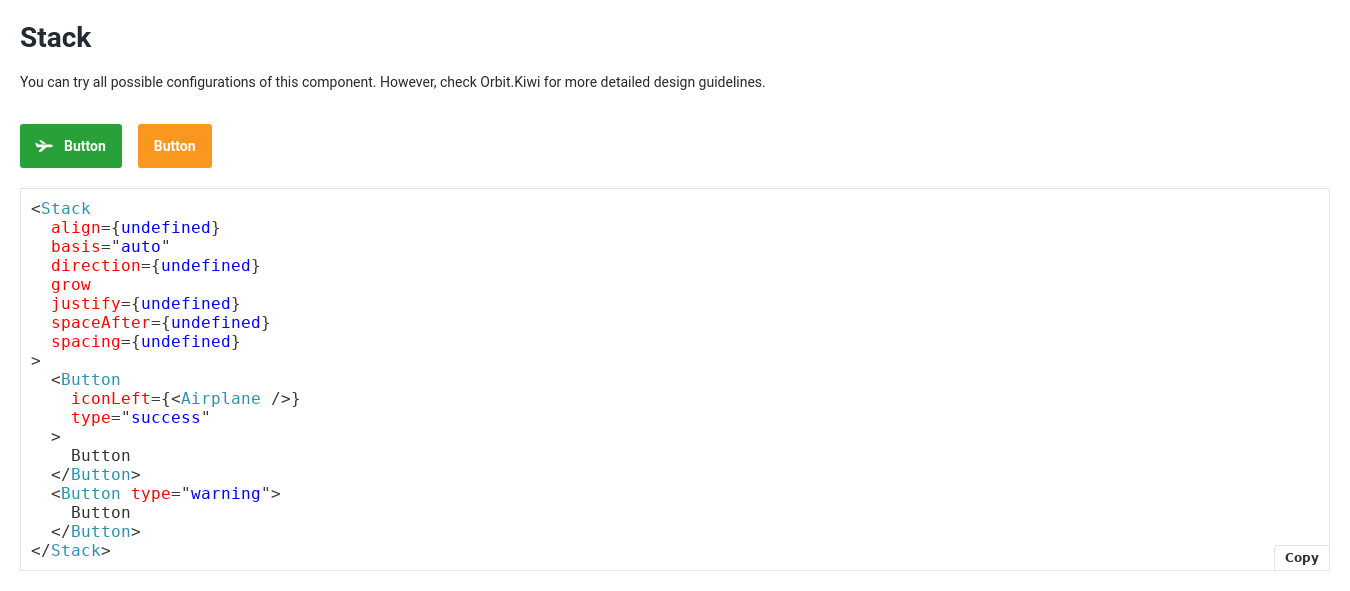 Stack
You can try all possible configurations of this component. However, check Orbit.Kiwi for more detailed design guidelines.
Button Button
<Stack
  align={undefined}
  basis="auto"
  direction={undefined}
  grow
  justify={undefined}
  spaceAfter={undefined}
  spacing={undefined}
>
  <Button
    iconLeft={<Airplane />}
    type="success"
  >
    Button
  </Button>
  <Button type="warning">
    Button
  </Button>
</Stack>
Copy